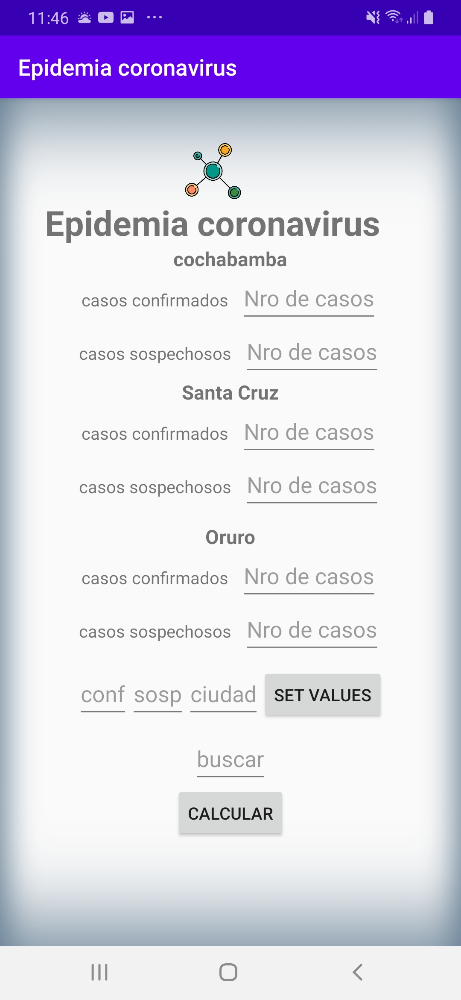 11:46
Epidemia coronavirus
Epidemia coronavirus
cochabamba
casos confirmados Nro de casos
casos sospechosos Nro de casos
Santa Cruz
casos confirmados Nro de casos
casos sospechosos Nro de casos
Oruro
casos confirmados Nro de casos
casos sospechosos Nro de casos
conf sosp ciudad SET VALUES
buscar
CALCULAR